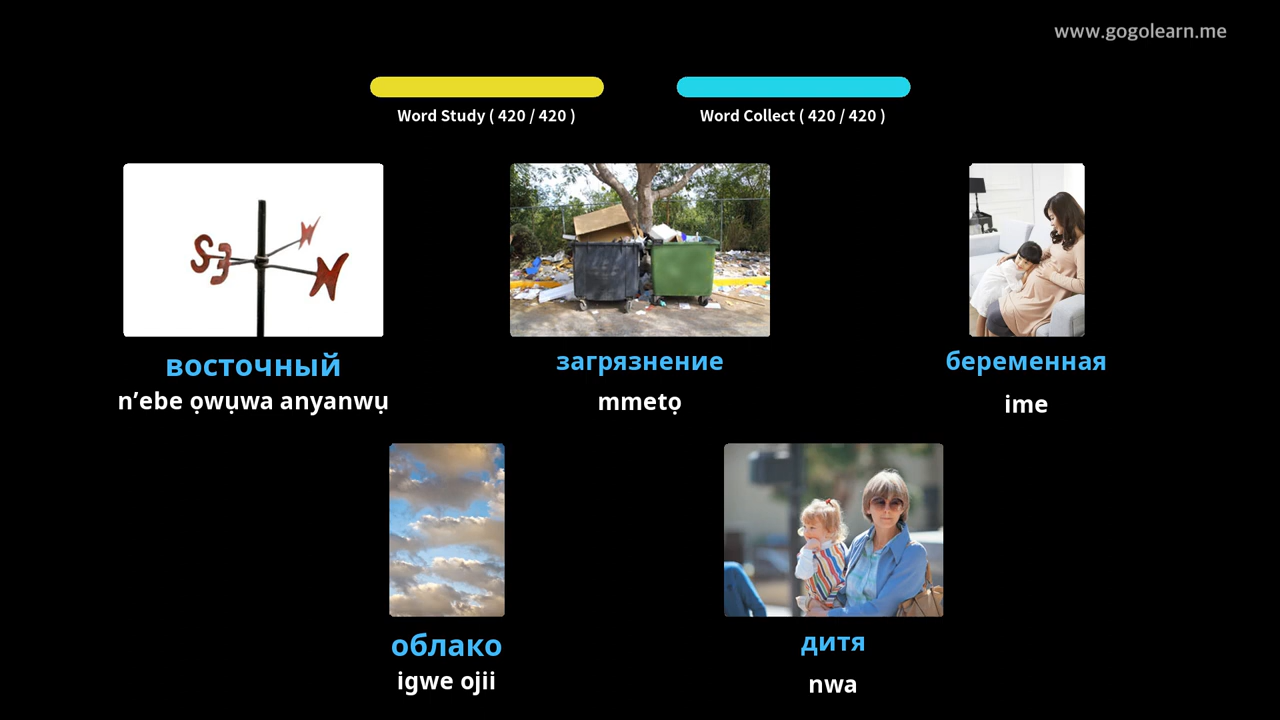 www.gogolearn.me
Word Study ( 420 / 420 )
Word Collect ( 420 / 420 )
S E N
восточный
загрязнение
беременная
n’ebe ọwụwa anyanwụ
mmetọ
ime
облако
дитя
igwe ojii
nwa